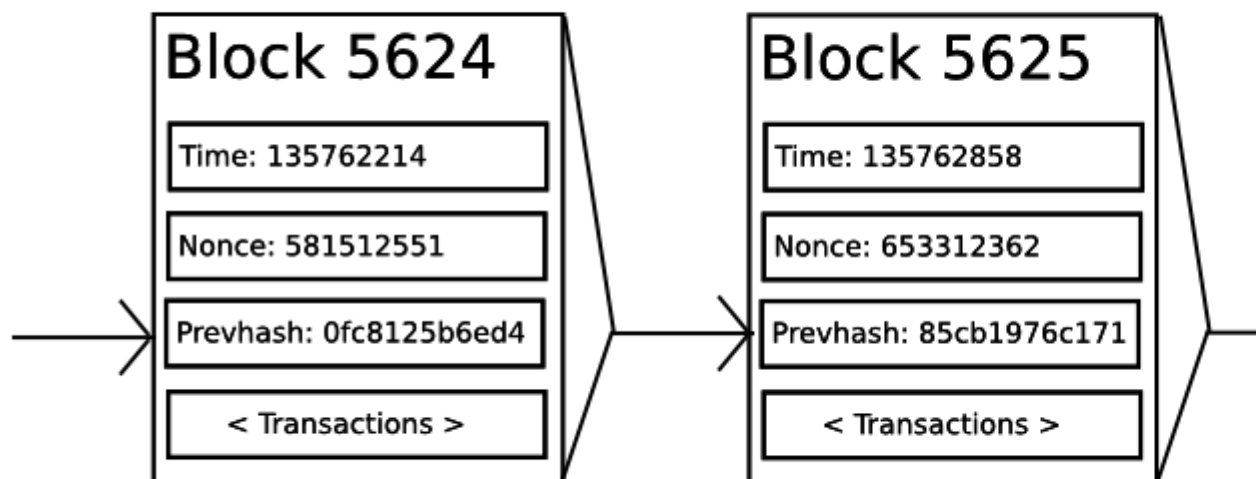 Block 5624
Time: 135762214
Nonce: 581512551
Prevhash: 0fc8125b6ed4
< Transactions >
Block 5625
Time: 135762858
Nonce: 653312362
Prevhash: 85cb1976c171
< Transactions >